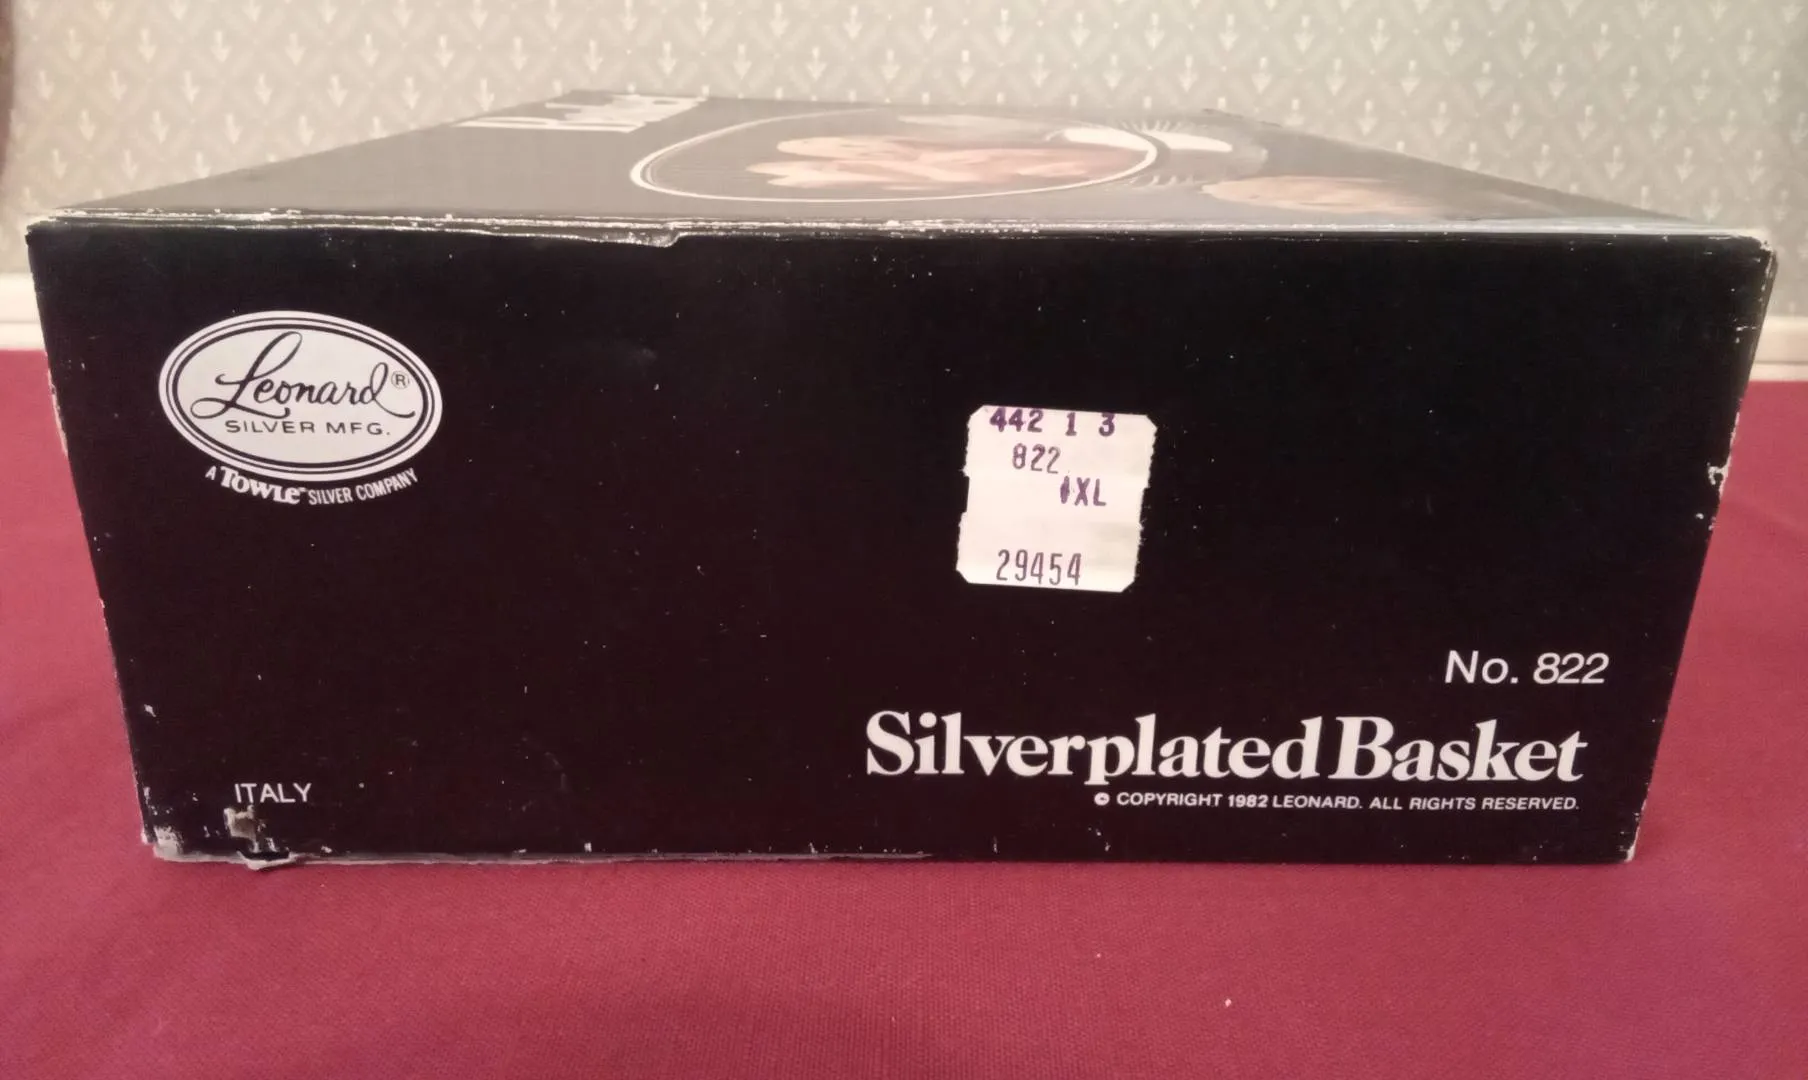 Leonard®
SILVER MFG.
A TOWLE™ SILVER COMPANY
442 1 3
822
XL
29454
No. 822
Silverplated Basket
© COPYRIGHT 1982 LEONARD. ALL RIGHTS RESERVED.
ITALY